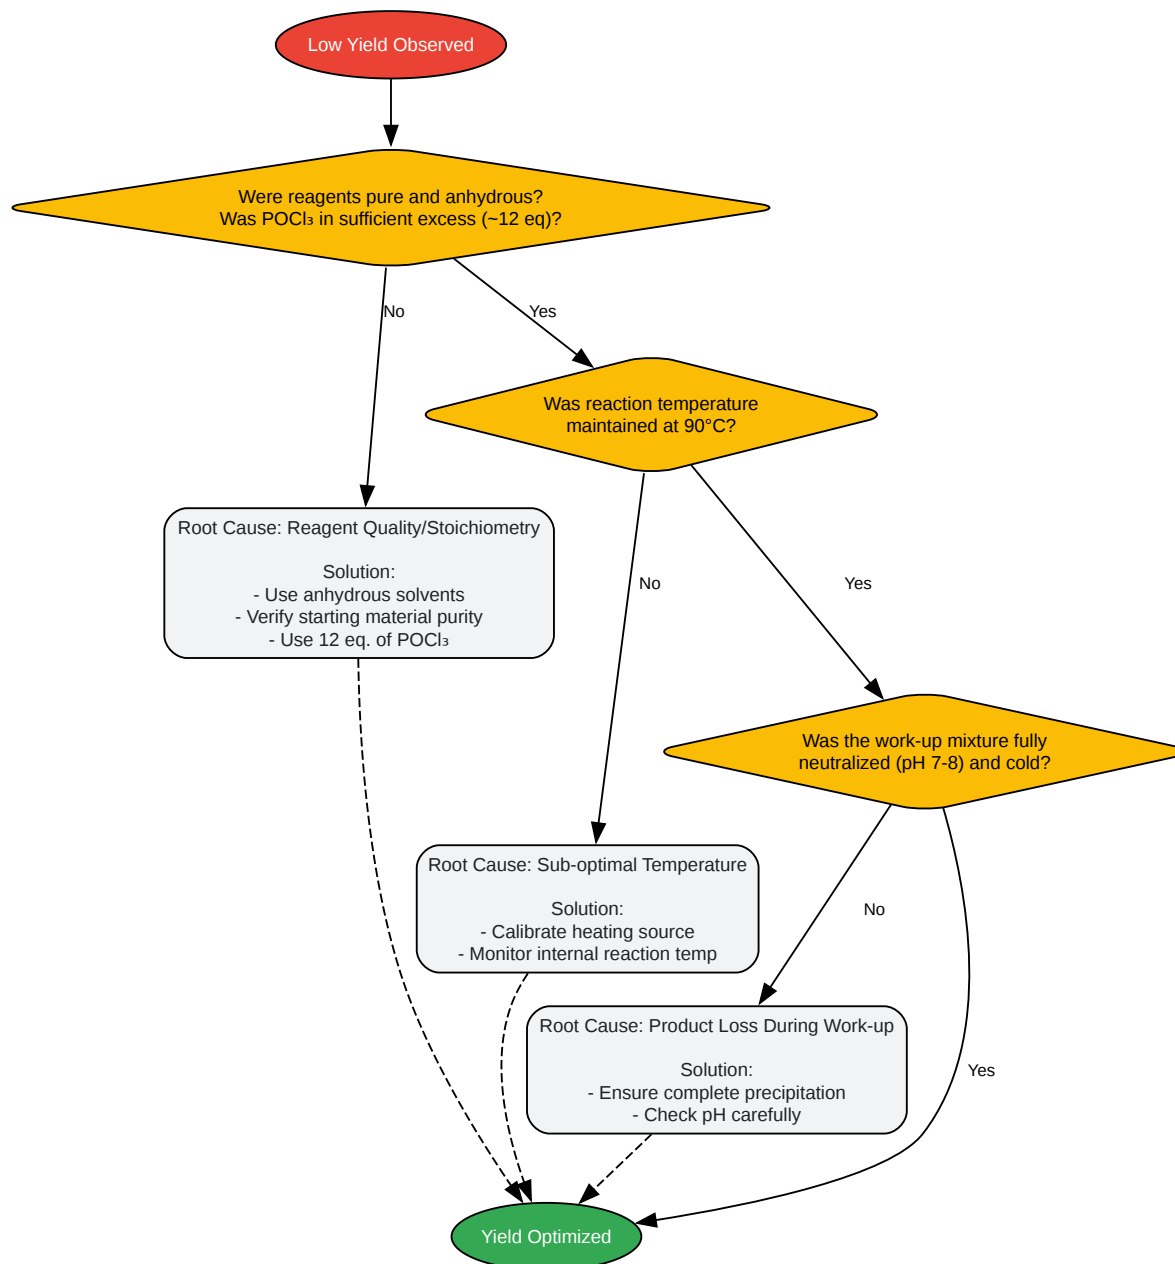 Low Yield Observed
Were reagents pure and anhydrous?
Was POCl₃ in sufficient excess (~12 eq)?
No
Yes
Was reaction temperature
maintained at 90°C?
Root Cause: Reagent Quality/Stoichiometry
Solution:
- Use anhydrous solvents
- Verify starting material purity
- Use 12 eq. of POCl₃
No
Yes
Was the work-up mixture fully
neutralized (pH 7-8) and cold?
Root Cause: Sub-optimal Temperature
Solution:
- Calibrate heating source
- Monitor internal reaction temp
No
Yes
Root Cause: Product Loss During Work-up
Solution:
- Ensure complete precipitation
- Check pH carefully
Yield Optimized